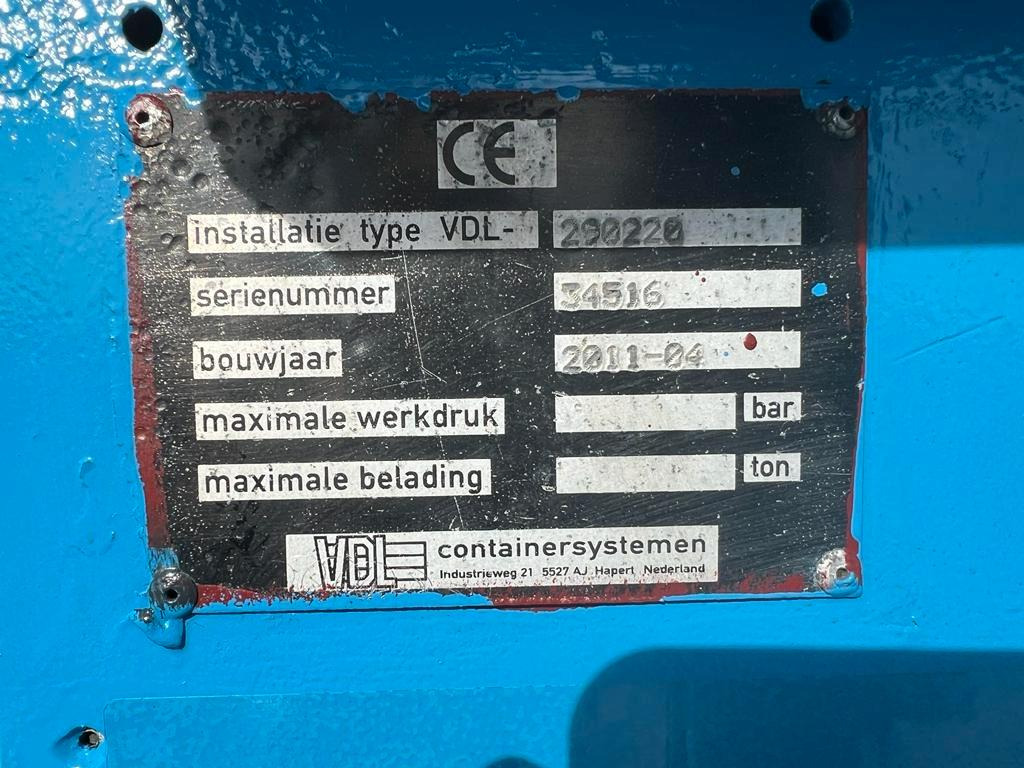 CE
installatie type VDL- 290220
serienummer 34516
bouwjaar 2011-04
maximale werkdruk bar
maximale belading ton
VDL containersystemen
Industrieweg 21 5527 AJ Hapert Nederland